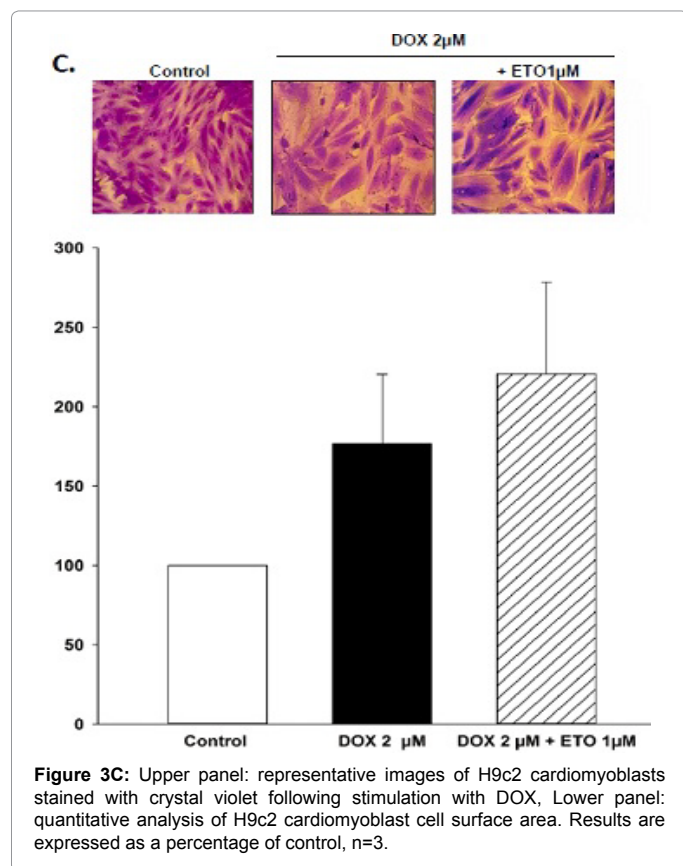 DOX 2µM
C.
Control
+ ETO1µM
300
250
200
150
100
50
0
Control
DOX 2 µM
DOX 2 µM + ETO 1µM
Figure 3C: Upper panel: representative images of H9c2 cardiomyoblasts
stained with crystal violet following stimulation with DOX, Lower panel:
quantitative analysis of H9c2 cardiomyoblast cell surface area. Results are
expressed as a percentage of control, n=3.